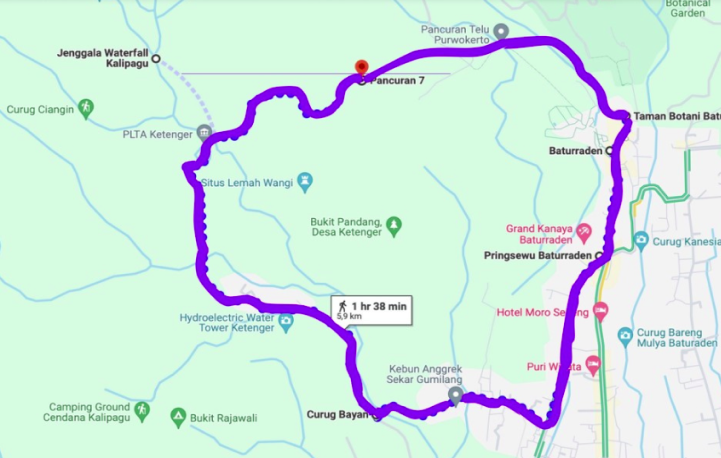 Botanical
Garden
Pancuran Telu
Purwokerto
Jenggala Waterfall
Kalipagu
Pancuran 7
Curug Ciangin
Taman Botani Batu
PLTA Ketenger
Baturraden
Situs Lemah Wangi
Bukit Pandang,
Desa Ketenger
Grand Kanaya
Baturraden
Curug Kanesia
Pringsewu Baturraden
1 hr 38 min
5,9 km
Hydroelectric Water
Tower Ketenger
Hotel Moro Se
ng
Curug Bareng
Mulya Baturaden
Puri W
ta
Kebun Anggrek
Sekar Gumilang
Camping Ground
Cendana Kalipagu
Bukit Rajawali
Curug Bayan